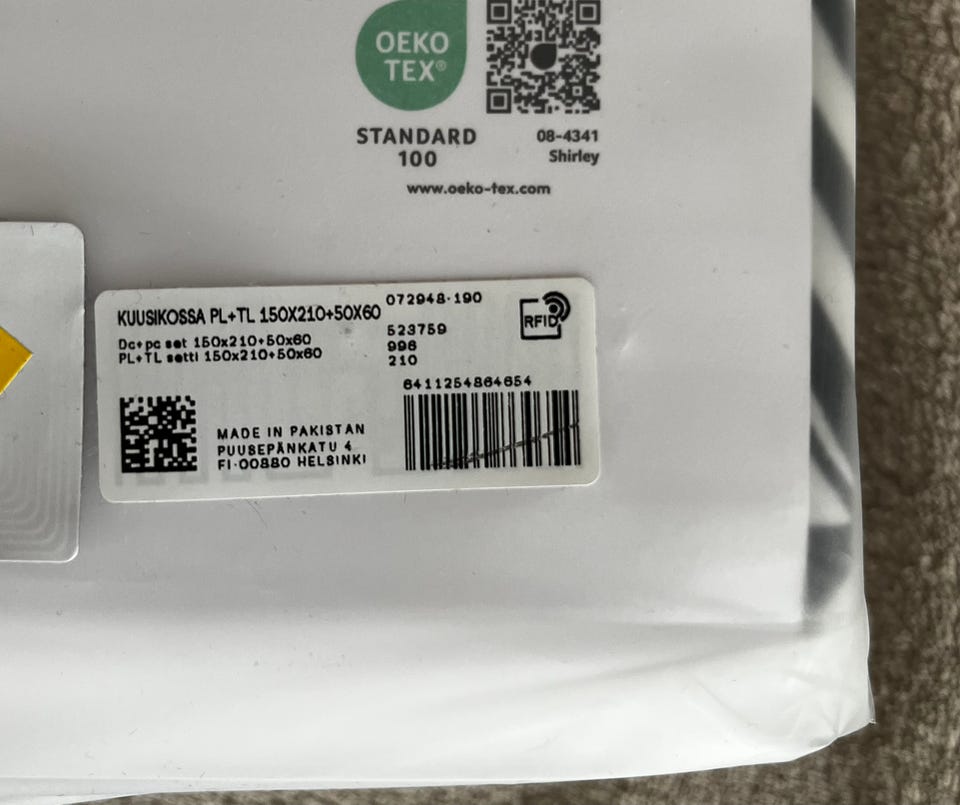 OEKO
TEX®
STANDARD
100
08-4341
Shirley
www.oeko-tex.com
KUUSIKOSSA PL+TL 150X210+50X60
072948-190
Dc+pc set 150x210+50x60
PL+TL setti 150x210+50x60
523759
996
210
RFID
6411254864654
MADE IN PAKISTAN
PUUSEPÄNKATU 4
FI-00880 HELSINKI